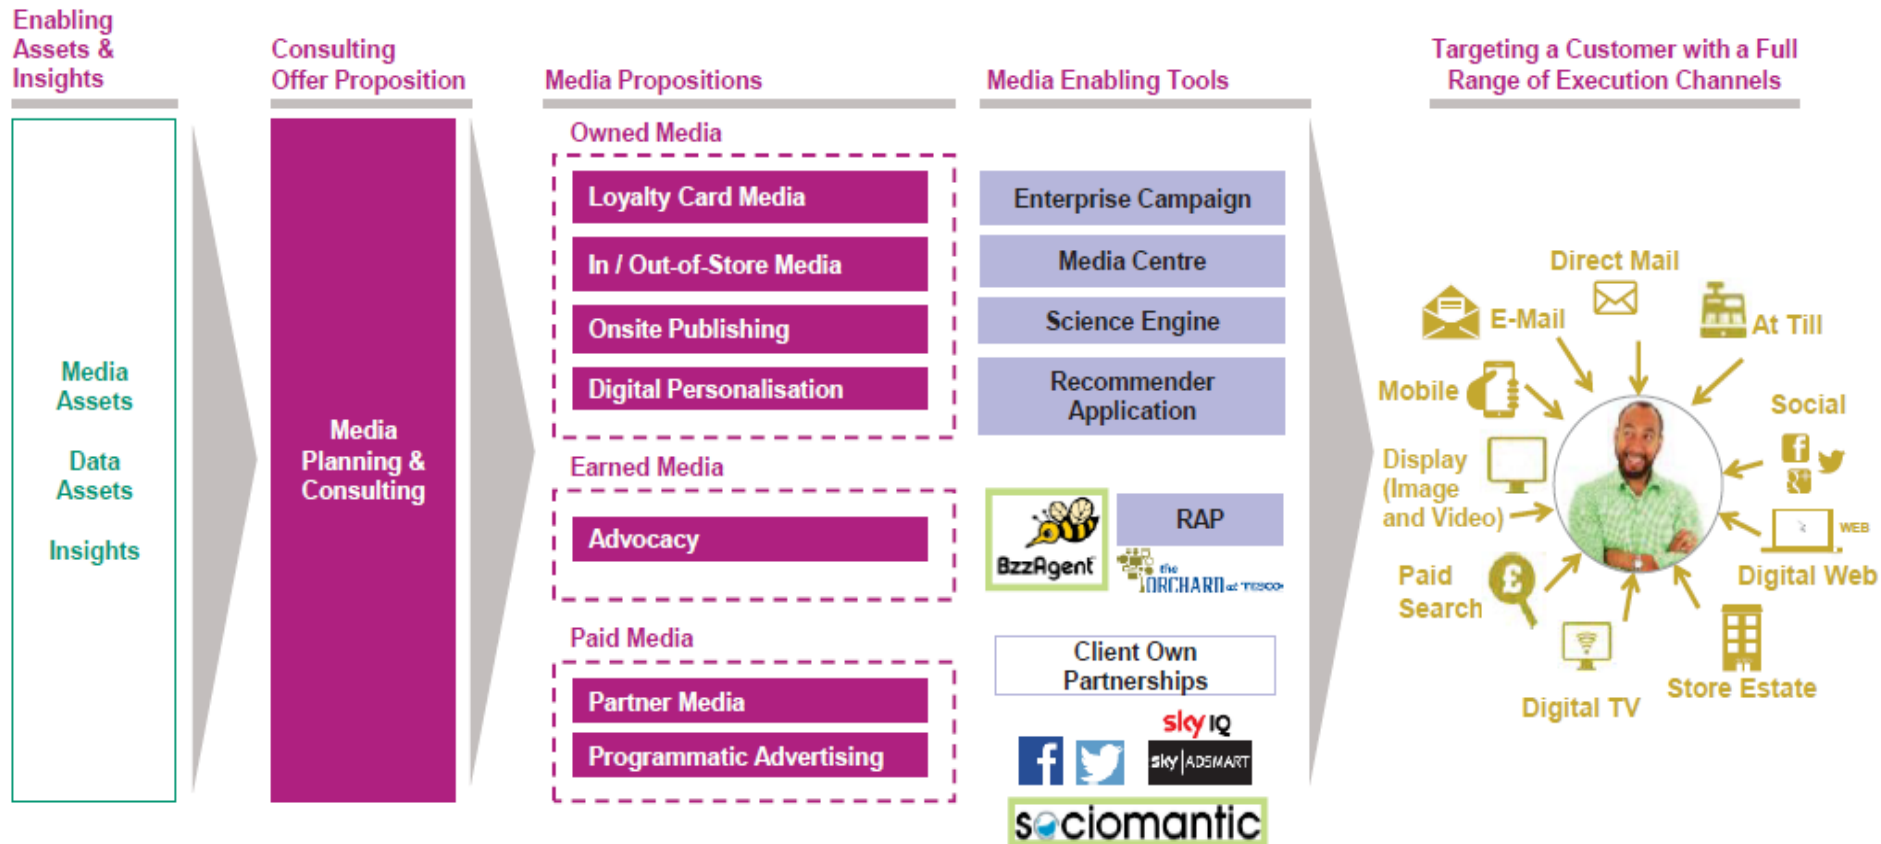 Enabling
Assets &
Insights
Media
Assets
Data
Assets
Insights
Consulting
Offer Proposition
Media
Planning &
Consulting
Media Propositions
Owned Media
Loyalty Card Media
In / Out-of-Store Media
Onsite Publishing
Digital Personalisation
Earned Media
Advocacy
Paid Media
Partner Media
Programmatic Advertising
Media Enabling Tools
Enterprise Campaign
Media Centre
Science Engine
Recommender
Application
BzzAgent
RAP
the
ORCHARD at TESCO
Client Own
Partnerships
sky IQ
f
sky ADSMART
sociomantic
Targeting a Customer with a Full
Range of Execution Channels
Direct Mail
E-Mail
At Till
Mobile
Social
f
g+
Display
(Image
and Video)
WEB
Digital Web
Paid
Search
£
Store Estate
Digital TV